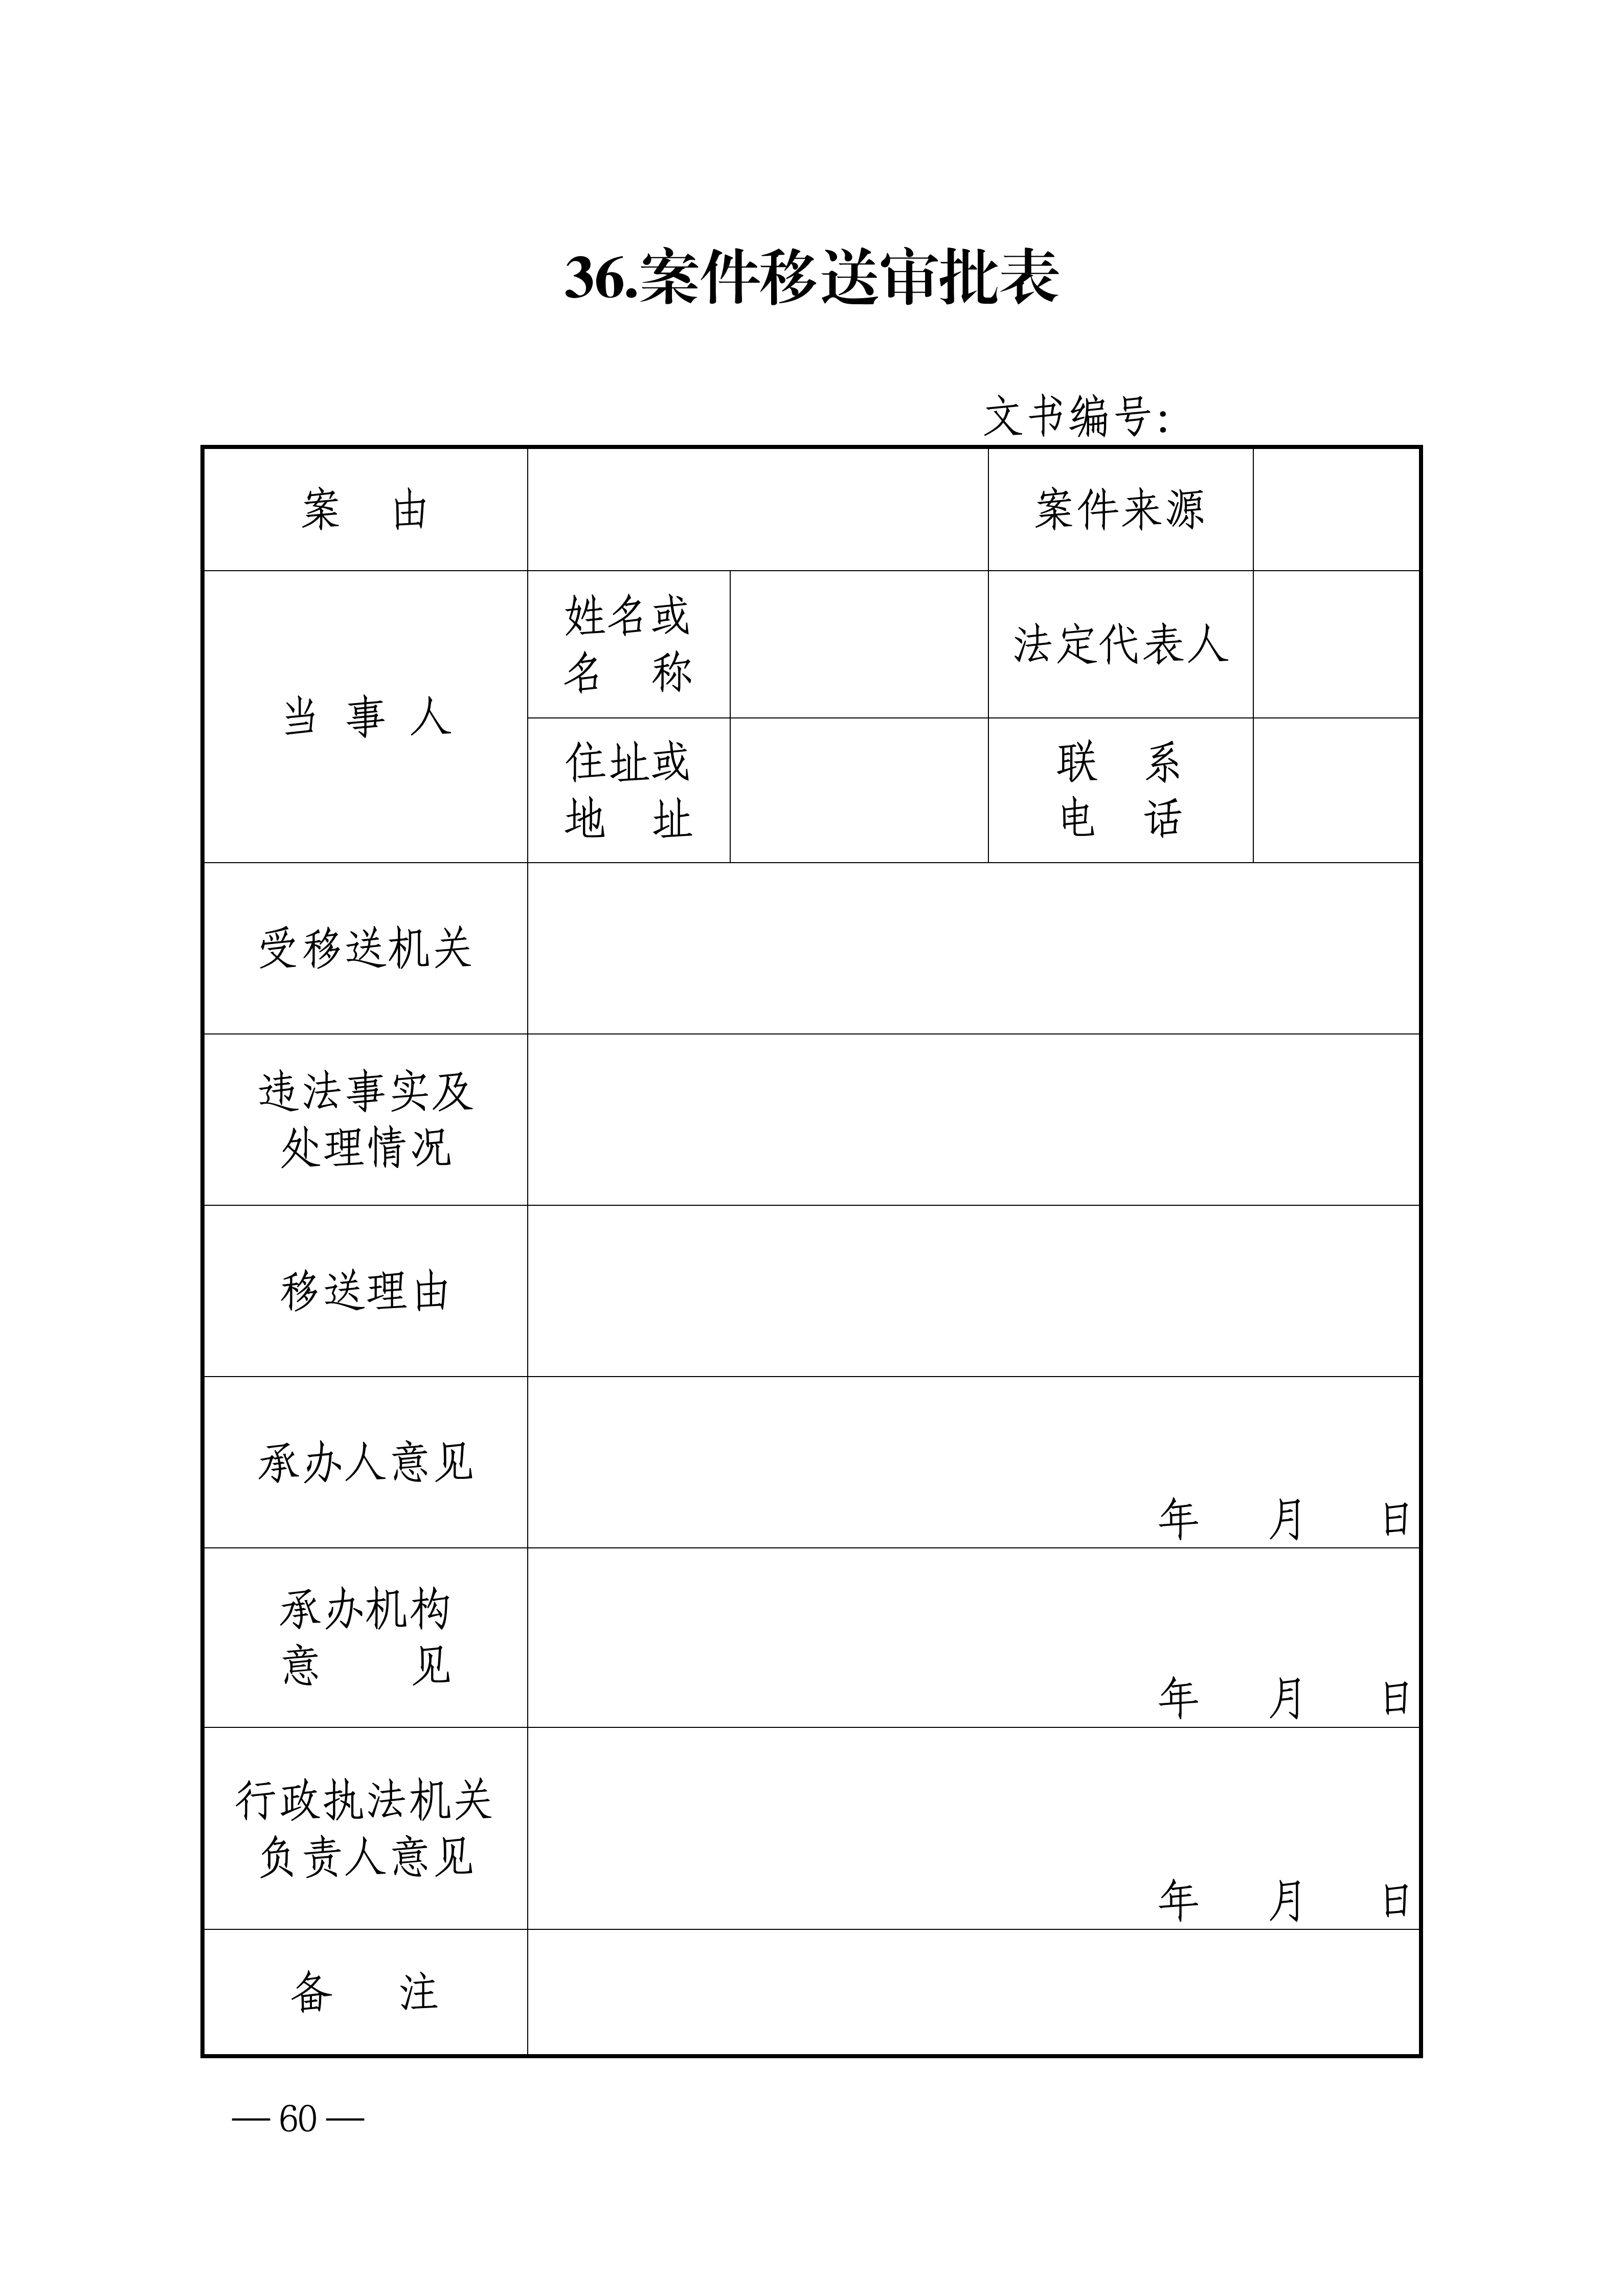 36.案件移送审批表
文书编号:
案 由
案件来源
当 事 人
姓名或
名 称
法定代表人
住址或
地 址
联 系
电 话
受移送机关
违法事实及
处理情况
移送理由
承办人意见
年 月 日
承办机构
意 见
年 月 日
行政执法机关
负责人意见
年 月 日
备 注
— 60 —